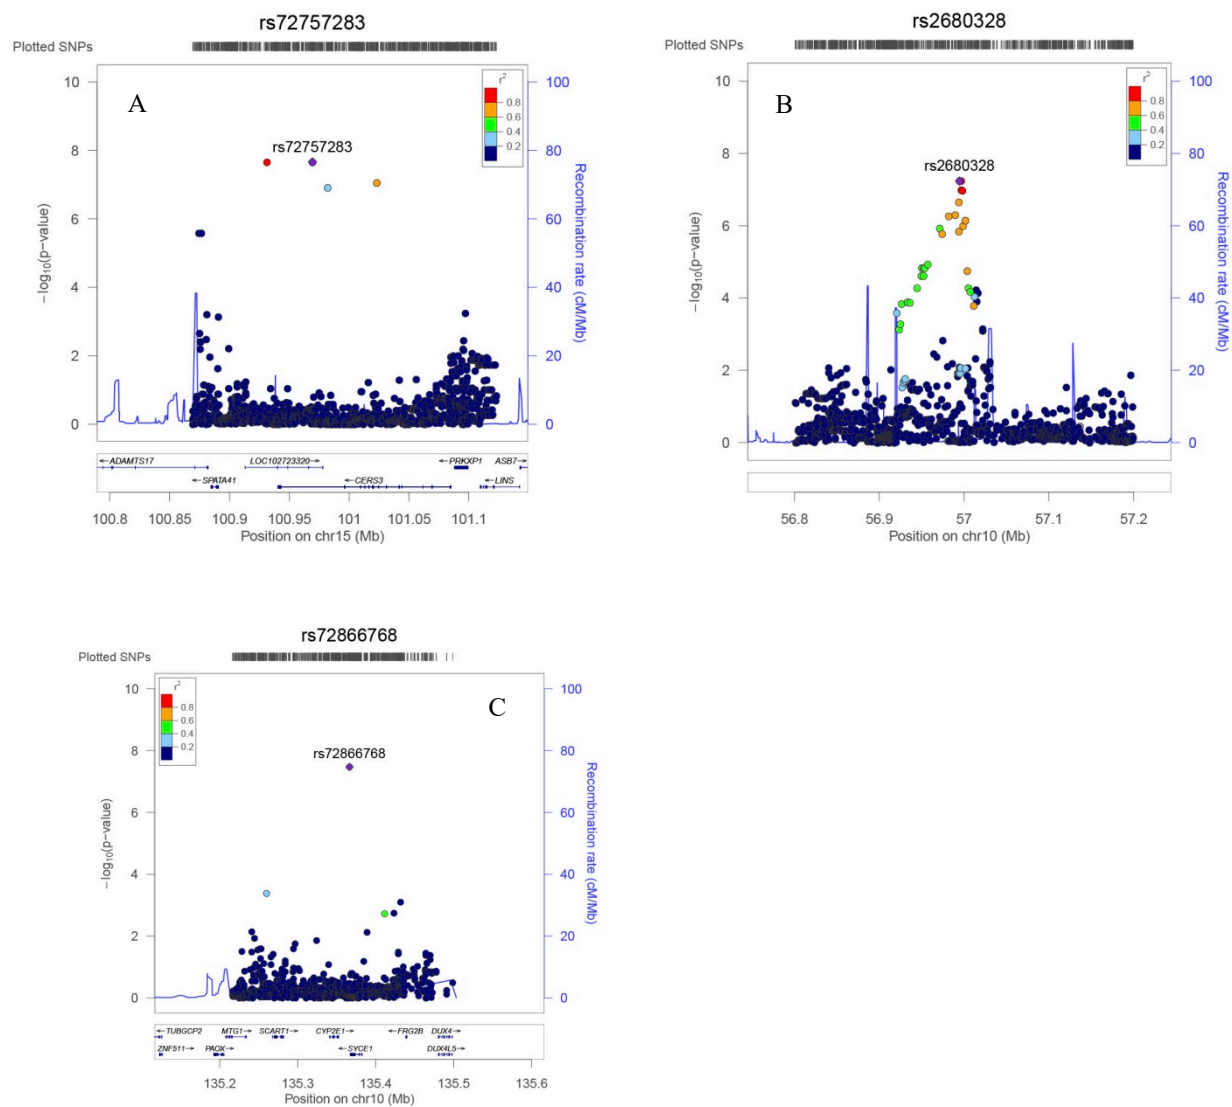 rs72757283
Plotted SNPs
10
8
6
4
2
0
−log10(p−value)
A
rs72757283
r²
0.8
0.6
0.4
0.2
100
80
60
40
20
0
Recombination rate (cM/Mb)
←ADAMTS17
LOC102723320→
←PRKXP1
ASB7→
←SPATA41
←CERS3
←LINS
100.8
100.85
100.9
100.95
101
101.05
101.1
Position on chr15 (Mb)
rs2680328
Plotted SNPs
10
8
6
4
2
0
−log10(p−value)
B
rs2680328
r²
0.8
0.6
0.4
0.2
100
80
60
40
20
0
Recombination rate (cM/Mb)
56.8
56.9
57
57.1
57.2
Position on chr10 (Mb)
rs72866768
Plotted SNPs
10
8
6
4
2
0
−log10(p−value)
r²
0.8
0.6
0.4
0.2
C
rs72866768
100
80
60
40
20
0
Recombination rate (cM/Mb)
←TUBGCP2
MTG1→
SCART1→
CYP2E1→
←FRG2B
DUX4→
ZNF511→
PAOX→
←SYCE1
DUX4L5→
135.2
135.3
135.4
135.5
135.6
Position on chr10 (Mb)